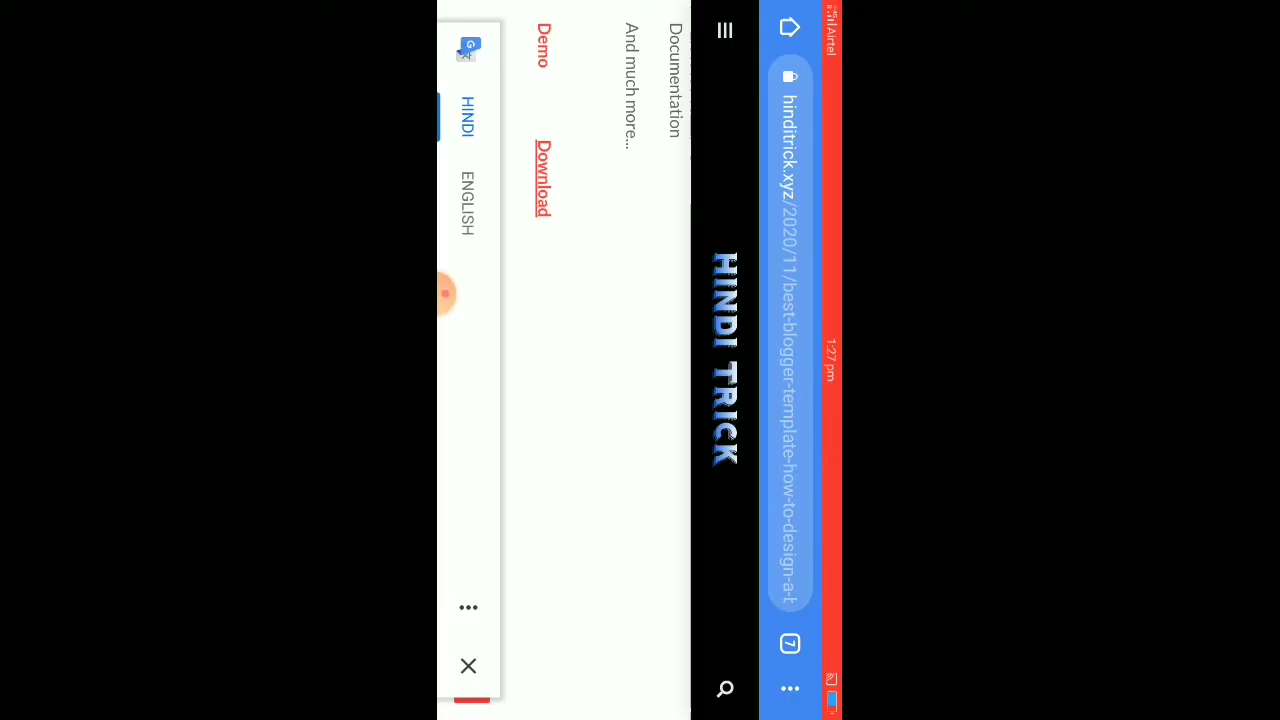 Airtel 1:27 pm
hinditrick.xyz/2020/11/best-blogger-template-how-to-design-a-b
7
HINDI TRICK
Documentation
And much more...
Demo Download
HINDI ENGLISH